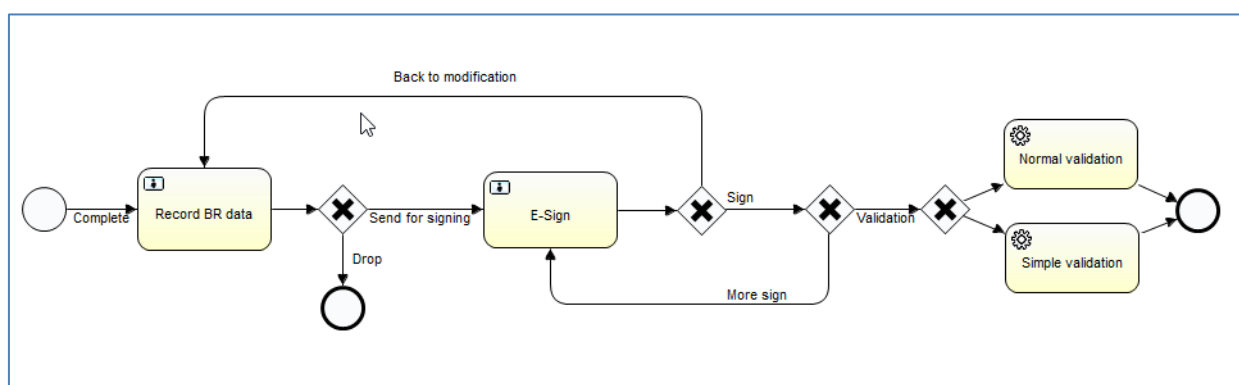 Back to modification
Normal validation
Complete
Record BR data
Send for signing
E-Sign
Sign
Validation
Drop
Simple validation
More sign